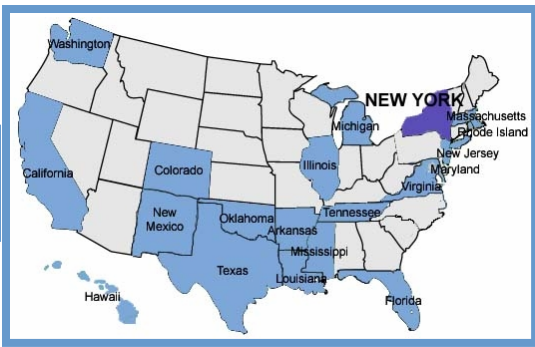 Washington
NEW YORK
Massachusetts
Michigan
Rhode Island
New Jersey
Illinois
Maryland
California
Colorado
Virginia
New
Mexico
Oklahoma
Tennessee
Arkansas
Mississippi
Texas
Louisiana
Hawaii
Florida